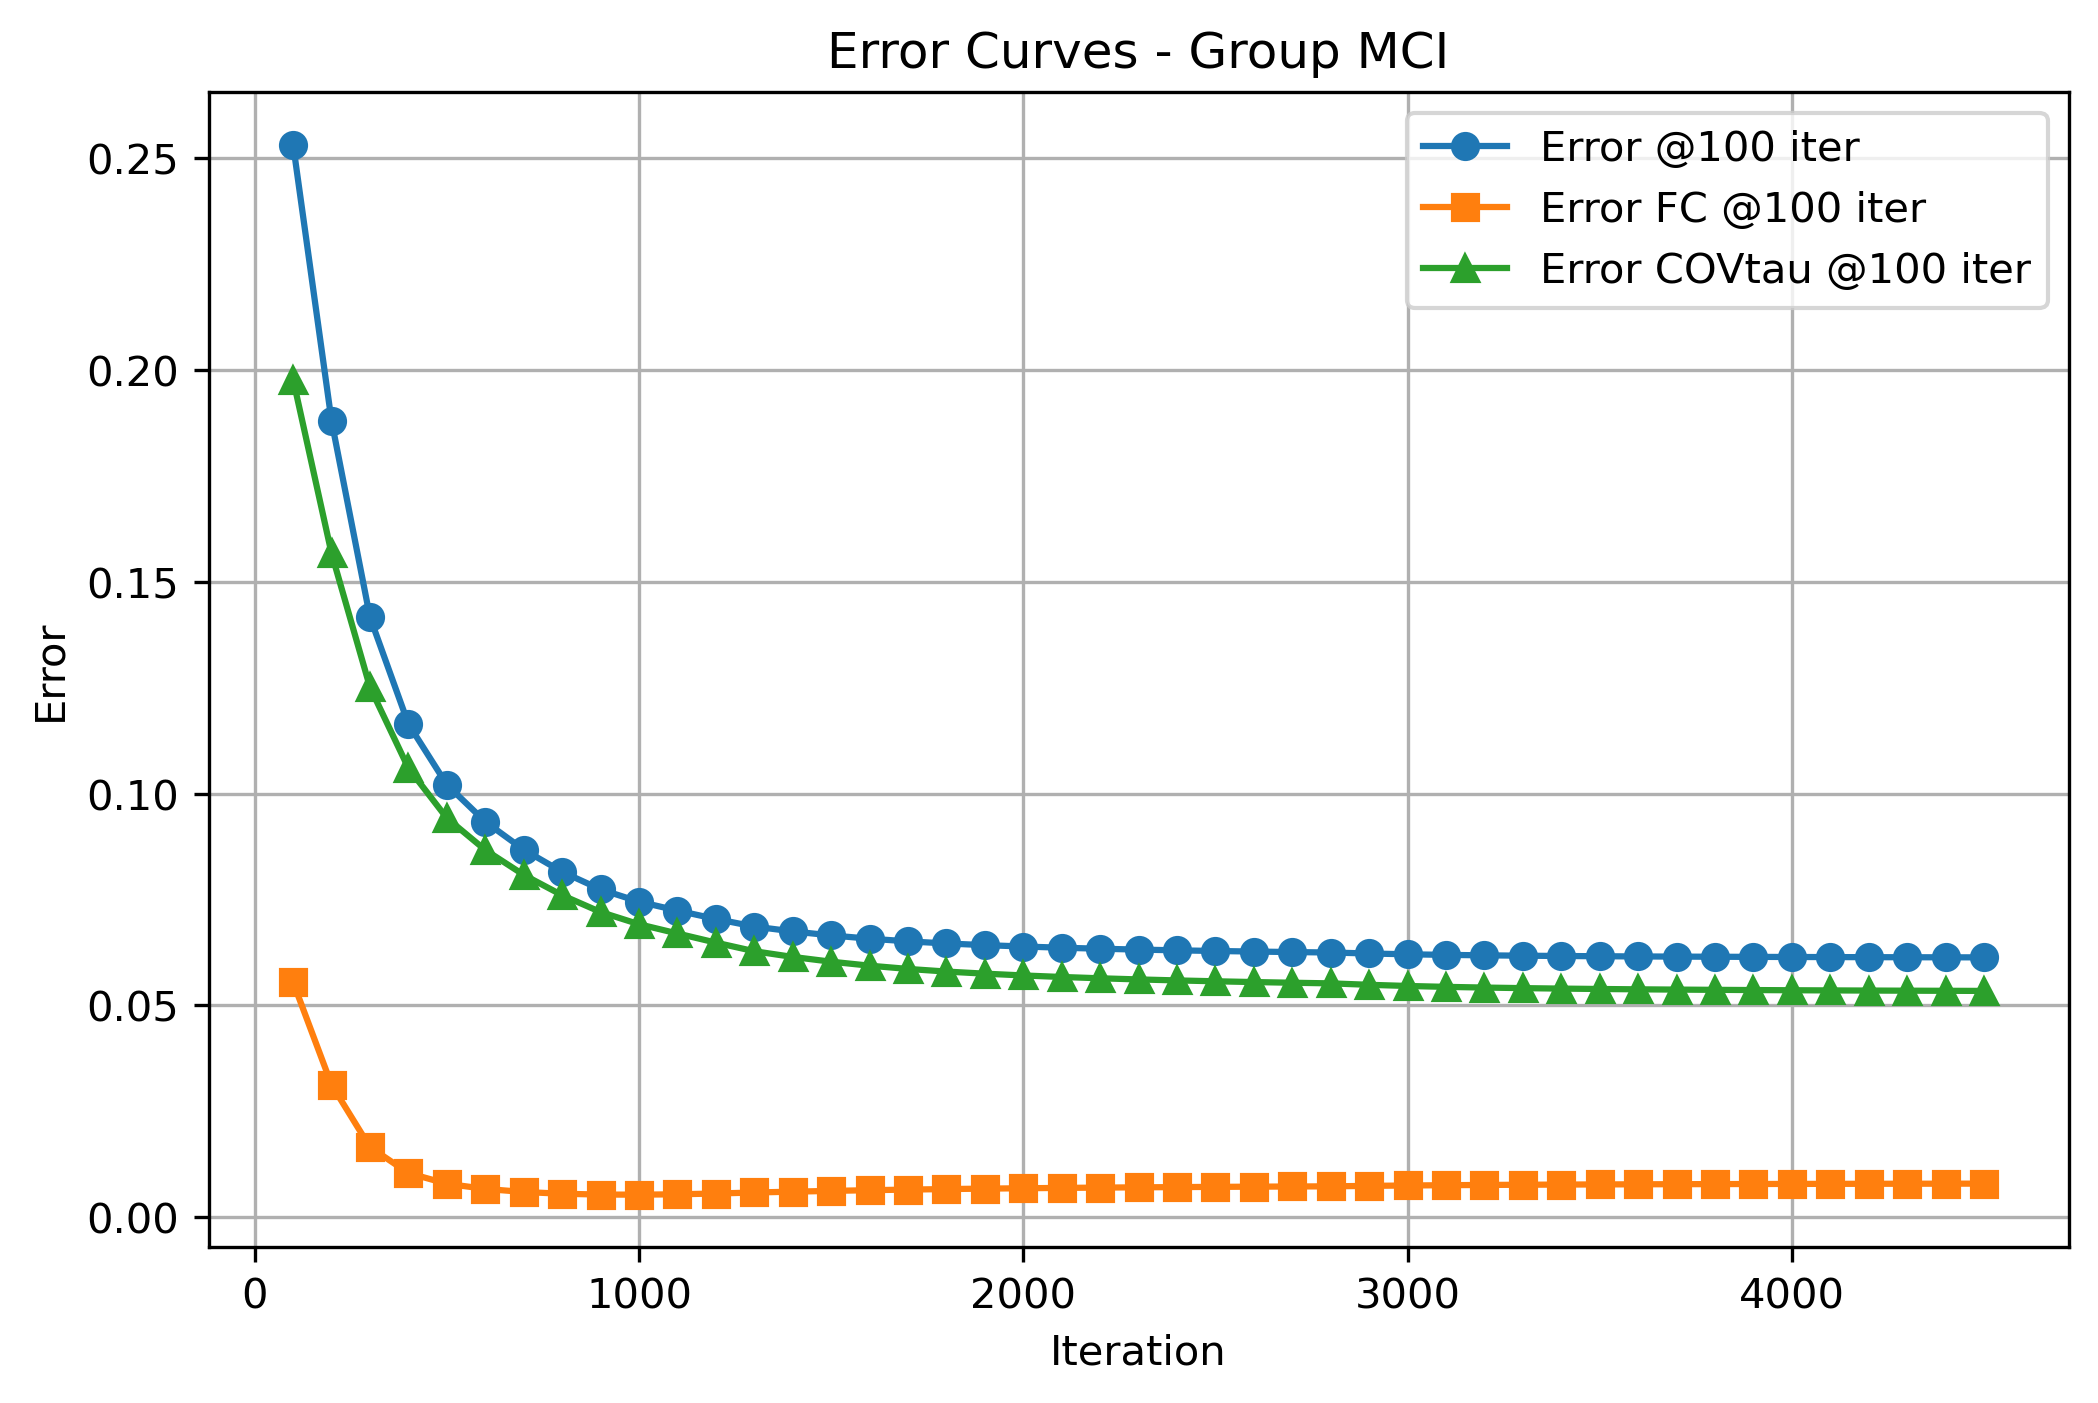 Error Curves - Group MCI
Error @100 iter
Error FC @100 iter
Error COVtau @100 iter
0.25
0.20
0.15
0.10
0.05
0.00
Error
0 1000 2000 3000 4000
Iteration